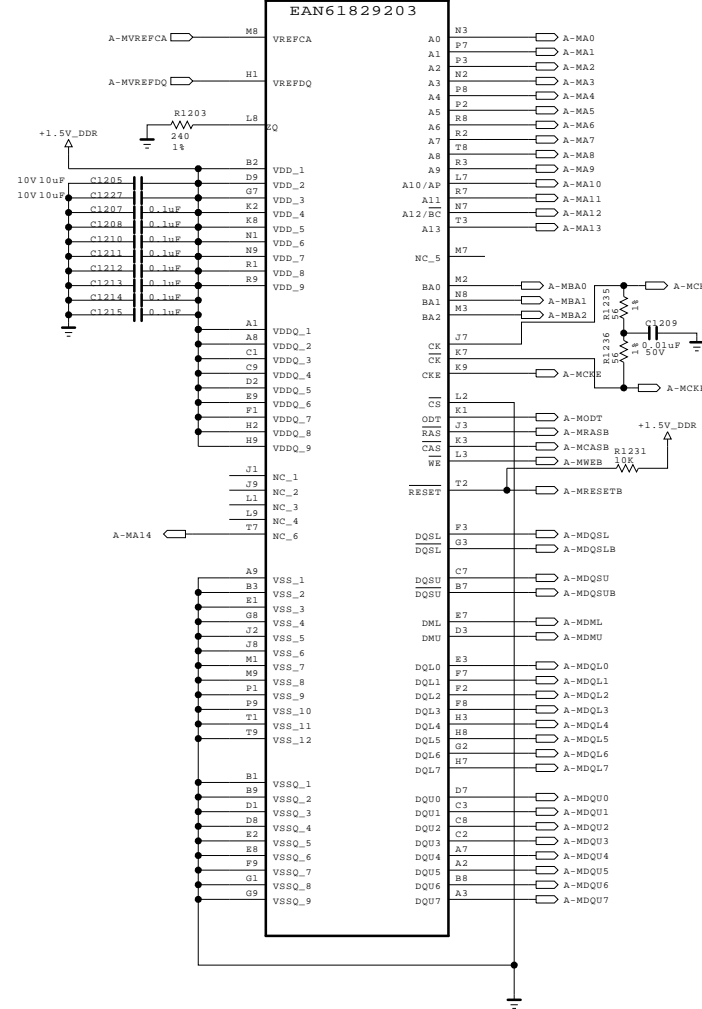 EAN61829203
A-MVREFCA
M8
VREFCA
A-MVREFDQ
H1
VREFDQ
R1203
240
1%
L8
ZQ
+1.5V_DDR
10V 10uF C1205
10V 10uF C1227
C1207 0.1uF
C1208 0.1uF
C1210 0.1uF
C1211 0.1uF
C1212 0.1uF
C1213 0.1uF
C1214 0.1uF
C1215 0.1uF
B2 VDD_1
D9 VDD_2
G7 VDD_3
K2 VDD_4
K8 VDD_5
N1 VDD_6
N9 VDD_7
R1 VDD_8
R9 VDD_9
A1 VDDQ_1
A8 VDDQ_2
C1 VDDQ_3
C9 VDDQ_4
D2 VDDQ_5
E9 VDDQ_6
F1 VDDQ_7
H2 VDDQ_8
H9 VDDQ_9
J1 NC_1
J9 NC_2
L1 NC_3
L9 NC_4
A-MA14 T7 NC_6
A9 VSS_1
B3 VSS_2
E1 VSS_3
G8 VSS_4
J2 VSS_5
J8 VSS_6
M1 VSS_7
M9 VSS_8
P1 VSS_9
P9 VSS_10
T1 VSS_11
T9 VSS_12
B1 VSSQ_1
B9 VSSQ_2
D1 VSSQ_3
D8 VSSQ_4
E2 VSSQ_5
E8 VSSQ_6
F9 VSSQ_7
G1 VSSQ_8
G9 VSSQ_9
A0 N3 A-MA0
A1 P7 A-MA1
A2 P3 A-MA2
A3 N2 A-MA3
A4 P8 A-MA4
A5 P2 A-MA5
A6 R8 A-MA6
A7 R2 A-MA7
A8 T8 A-MA8
A9 R3 A-MA9
A10/AP L7 A-MA10
A11 R7 A-MA11
A12/BC N7 A-MA12
A13 T3 A-MA13
NC_5 M7
BA0 M2 A-MBA0
BA1 N8 A-MBA1
BA2 M3 A-MBA2
CK J7
CK K7
CKE K9 A-MCKE
A-MCK
R1235
56
1%
R1236
56
1%
C1209
0.01uF
50V
A-MCK
CS L2
ODT K1 A-MODT
RAS J3 A-MRASB
CAS K3 A-MCASB
WE L3 A-MWEB
+1.5V_DDR
R1231
10K
RESET T2 A-MRESETB
DQSL F3 A-MDQSL
DQSL G3 A-MDQSLB
DQSU C7 A-MDQSU
DQSU B7 A-MDQSUB
DML E7 A-MDML
DMU D3 A-MDMU
DQL0 E3 A-MDQL0
DQL1 F7 A-MDQL1
DQL2 F2 A-MDQL2
DQL3 F8 A-MDQL3
DQL4 H3 A-MDQL4
DQL5 H8 A-MDQL5
DQL6 G2 A-MDQL6
DQL7 H7 A-MDQL7
DQU0 D7 A-MDQU0
DQU1 C3 A-MDQU1
DQU2 C8 A-MDQU2
DQU3 C2 A-MDQU3
DQU4 A7 A-MDQU4
DQU5 A2 A-MDQU5
DQU6 B8 A-MDQU6
DQU7 A3 A-MDQU7